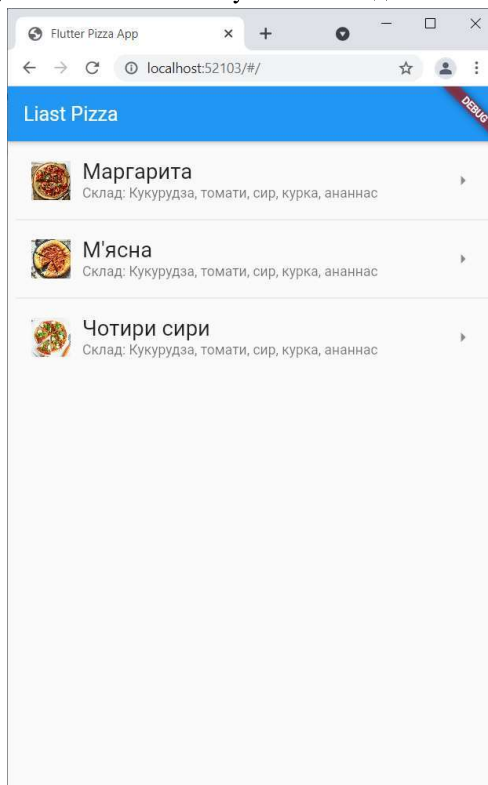 Flutter Pizza App
localhost:52103/#/
Liast Pizza
DEBUG
Маргарита
Склад: Кукурудза, томати, сир, курка, ананнас
М'ясна
Склад: Кукурудза, томати, сир, курка, ананнас
Чотири сири
Склад: Кукурудза, томати, сир, курка, ананнас